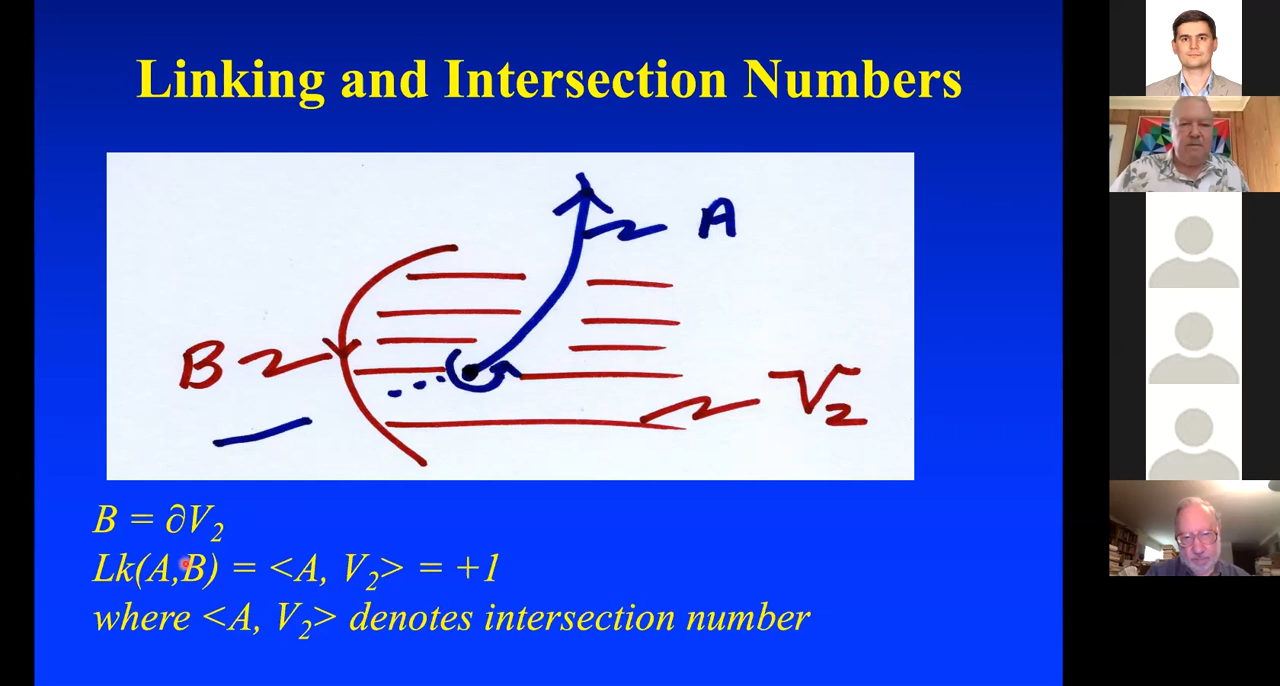 Linking and Intersection Numbers
A
B
V₂
B = ∂V₂
Lk(A,B) = <A, V₂> = +1
where <A, V₂> denotes intersection number